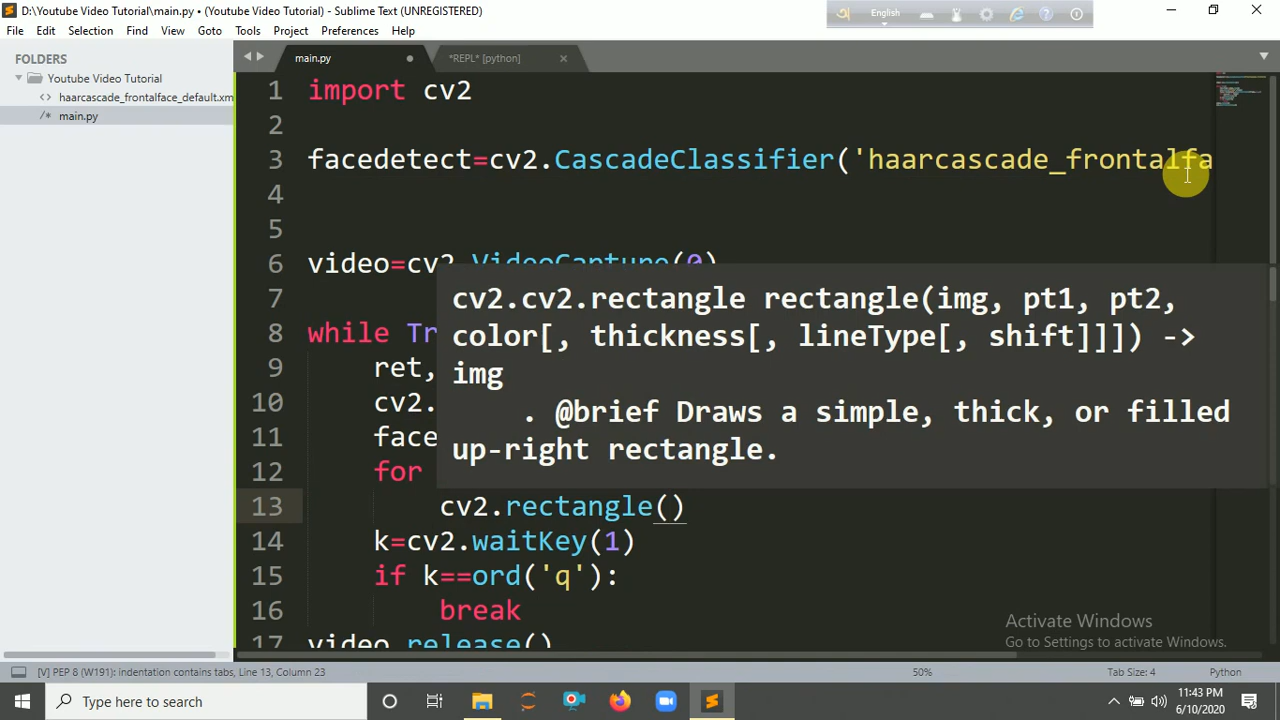 D:\Youtube Video Tutorial\main.py • (Youtube Video Tutorial) - Sublime Text (UNREGISTERED)
English
File Edit Selection Find View Goto Tools Project Preferences Help
FOLDERS
Youtube Video Tutorial
<> haarcascade_frontalface_default.xm
/* main.py
main.py
*REPL* [python]
1 import cv2
2
3 facedetect=cv2.CascadeClassifier('haarcascade_frontalfa
4
5
6 video=cv2.VideoCapture(0)
7
8 while Tr
9 ret,
10 cv2.
11 face
12 for
13 cv2.rectangle()
14 k=cv2.waitKey(1)
15 if k==ord('q'):
16 break
17 video.release()
cv2.cv2.rectangle rectangle(img, pt1, pt2,
color[, thickness[, lineType[, shift]]]) ->
img
. @brief Draws a simple, thick, or filled
up-right rectangle.
Activate Windows
Go to Settings to activate Windows.
[V] PEP 8 (W191): indentation contains tabs, Line 13, Column 23
50%
Tab Size: 4
Python
Type here to search
11:43 PM
6/10/2020